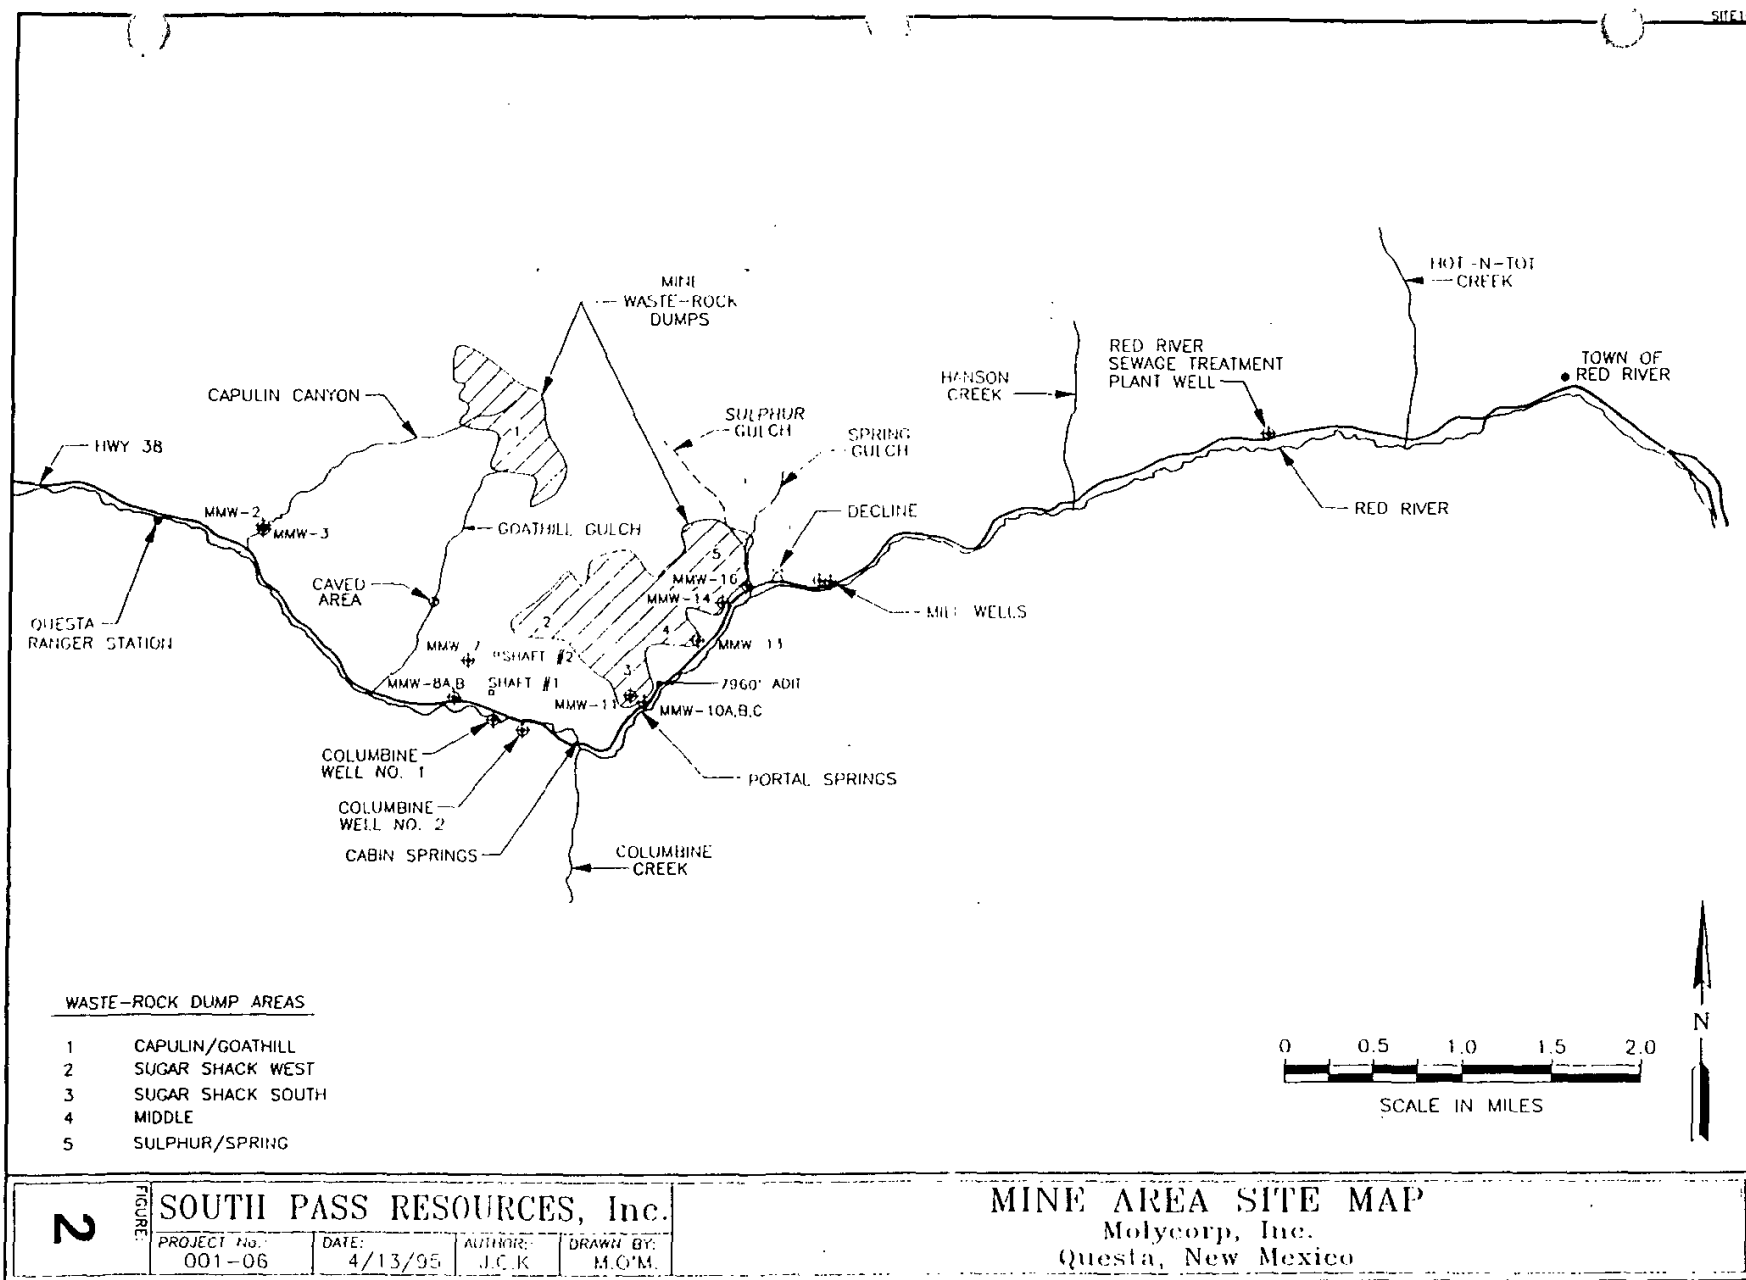 SITE1
HOT-N-TOT
CREEK
MINE
WASTE-ROCK
DUMPS
RED RIVER
SEWAGE TREATMENT
PLANT WELL
TOWN OF
RED RIVER
HANSON
CREEK
CAPULIN CANYON
SULPHUR
GULCH
SPRING
GULCH
HWY 38
1
MMW-2
MMW-3
GOATHILL GULCH
DECLINE
RED RIVER
5
MMW-16
MMW-14
CAVED
AREA
MILL WELLS
QUESTA
RANGER STATION
2
4
MMW-7
SHAFT #2
MMW-13
MMW-8A,B
SHAFT #1
3
7960' ADIT
MMW-11
MMW-10A,B,C
COLUMBINE
WELL NO. 1
PORTAL SPRINGS
COLUMBINE
WELL NO. 2
CABIN SPRINGS
COLUMBINE
CREEK
WASTE-ROCK DUMP AREAS
1 CAPULIN/GOATHILL
2 SUGAR SHACK WEST
3 SUGAR SHACK SOUTH
4 MIDDLE
5 SULPHUR/SPRING
N
0 0.5 1.0 1.5 2.0
SCALE IN MILES
FIGURE:
2
SOUTH PASS RESOURCES, Inc.
PROJECT No.:
001-06
DATE:
4/13/95
AUTHOR:
J.C.K
DRAWN BY:
M.O'M.
MINE AREA SITE MAP
Molycorp, Inc.
Questa, New Mexico